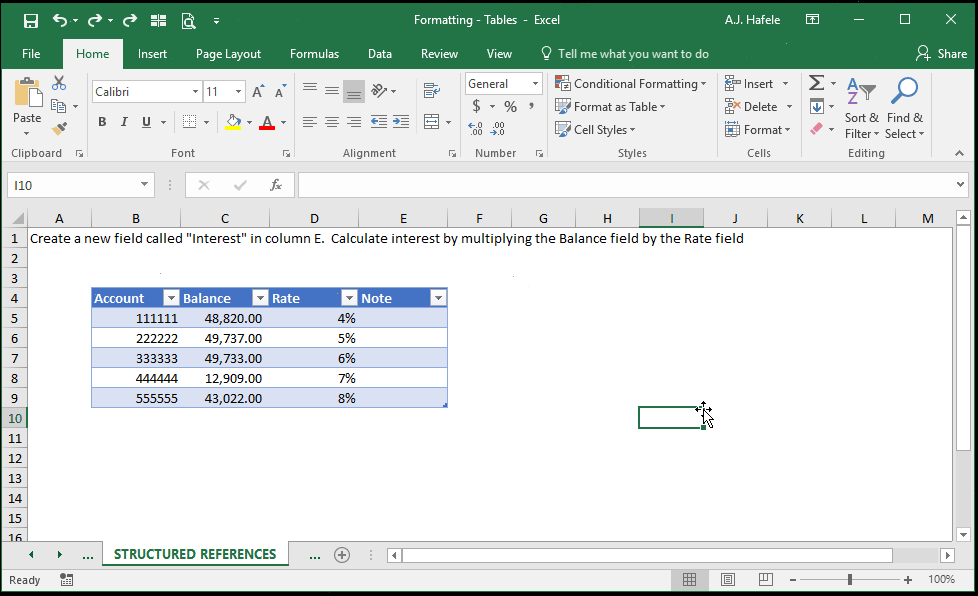 Formatting - Tables - Excel
A.J. Hafele
File Home Insert Page Layout Formulas Data Review View Tell me what you want to do Share
Calibri 11 General Conditional Formatting Insert
Paste $ % , Format as Table Delete Sort & Find &
B I U Cell Styles Format Filter Select
Clipboard Font Alignment Number Styles Cells Editing
I10 fx
A B C D E F G H I J K L M
1 Create a new field called "Interest" in column E. Calculate interest by multiplying the Balance field by the Rate field
2
3
4 Account Balance Rate Note
5 111111 48,820.00 4%
6 222222 49,737.00 5%
7 333333 49,733.00 6%
8 444444 12,909.00 7%
9 555555 43,022.00 8%
10
11
12
13
14
15
16
... STRUCTURED REFERENCES ...
Ready 100%